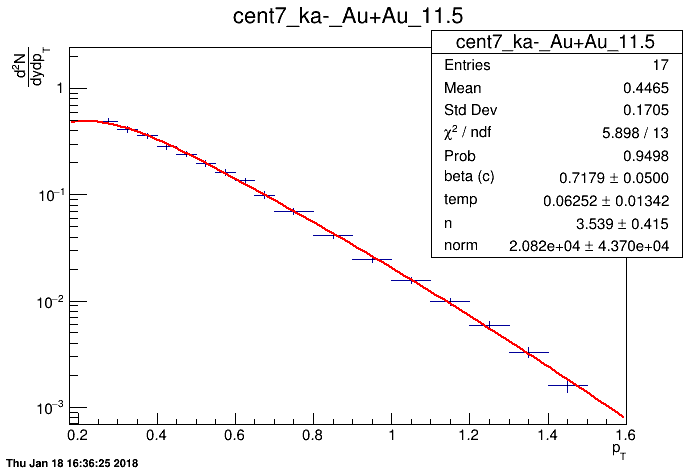 cent7_ka-_Au+Au_11.5
d²N
dydp_T
cent7_ka-_Au+Au_11.5
Entries 17
Mean 0.4465
Std Dev 0.1705
χ² / ndf 5.898 / 13
Prob 0.9498
beta (c) 0.7179 ± 0.0500
temp 0.06252 ± 0.01342
n 3.539 ± 0.415
norm 2.082e+04 ± 4.370e+04
1
10⁻¹
10⁻²
10⁻³
0.2 0.4 0.6 0.8 1 1.2 1.4 1.6
p_T
Thu Jan 18 16:36:25 2018